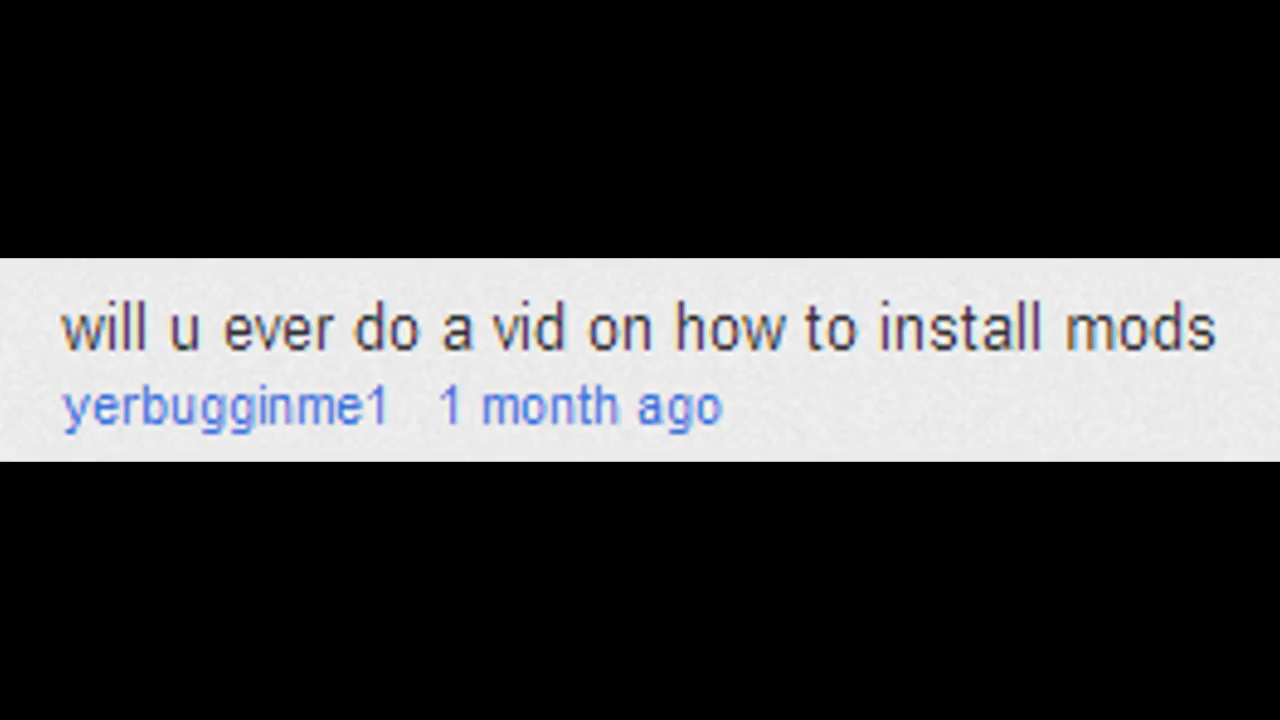 will u ever do a vid on how to install mods
yerbugginme1 1 month ago